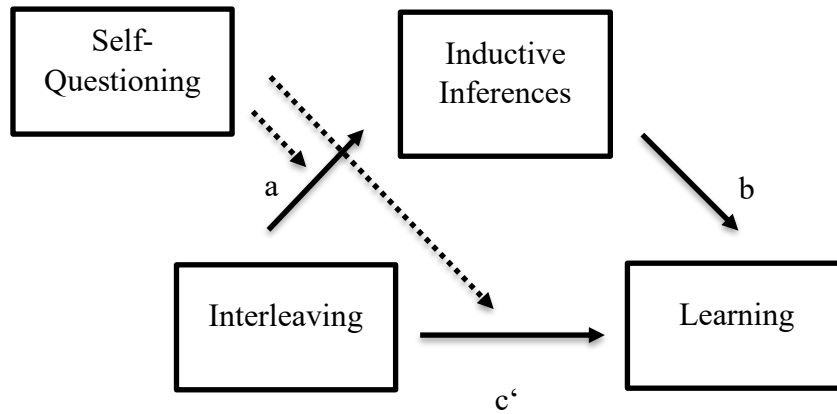 Self-
Questioning
Inductive
Inferences
a
b
Interleaving
Learning
c‘